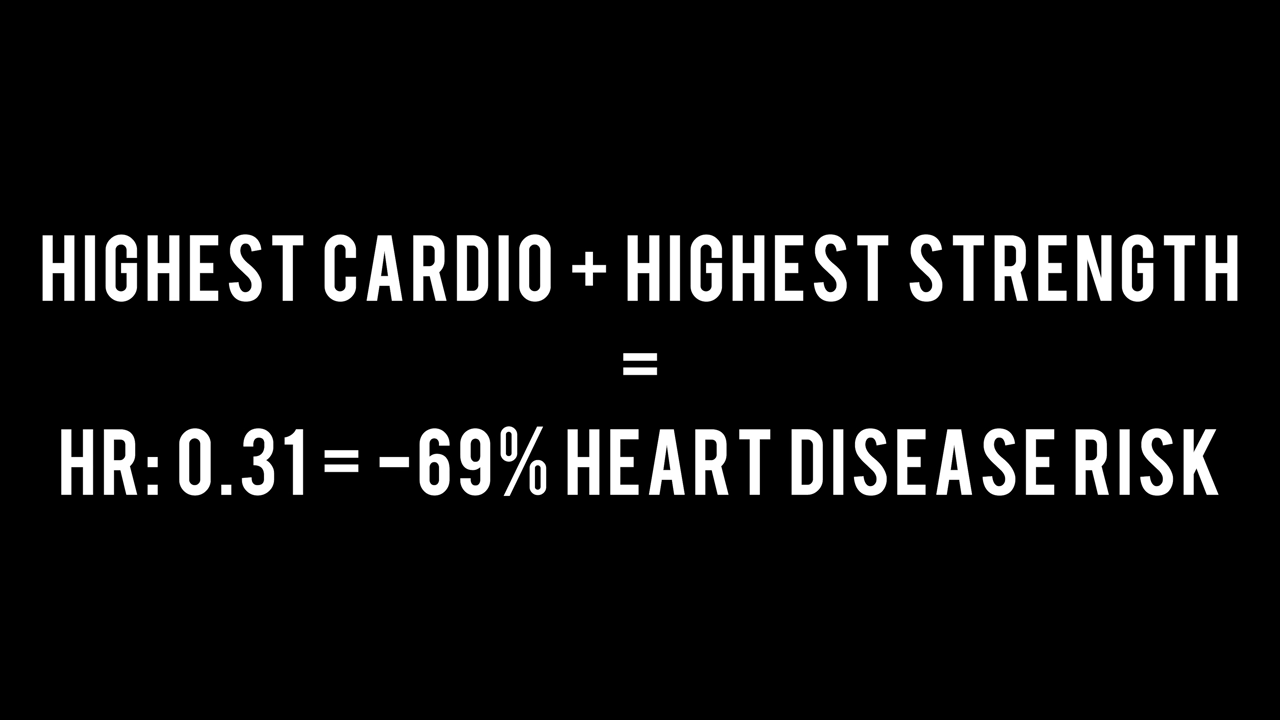 HIGHEST CARDIO + HIGHEST STRENGTH
=
HR: 0.31 = -69% HEART DISEASE RISK